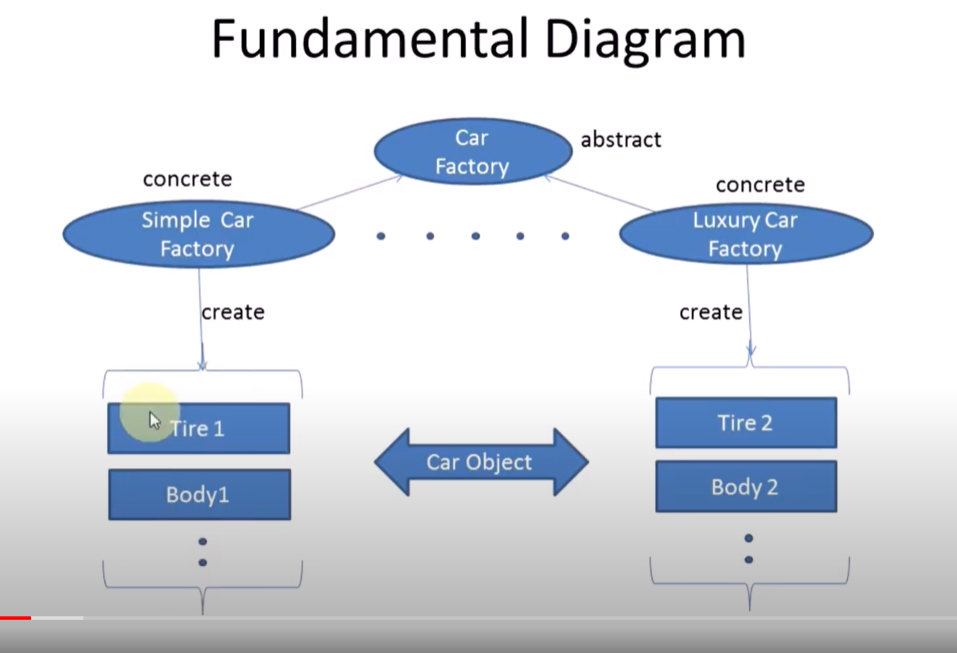 Fundamental Diagram
Car
Factory
abstract
concrete
Simple Car
Factory
concrete
Luxury Car
Factory
create
create
Tire 1
Body1
Car Object
Tire 2
Body 2